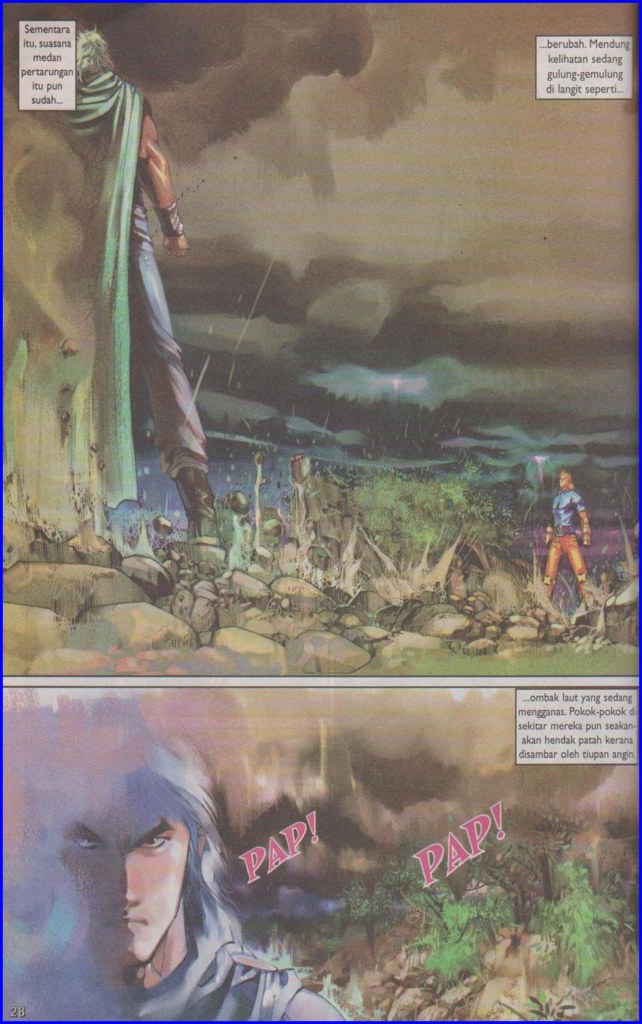 Sementara
itu, suasana
medan
pertarungan
itu pun
sudah...
...berubah. Mendung
kelihatan sedang
gulung-gemulung
di langit seperti...
...ombak laut yang sedang
mengganas. Pokok-pokok di
sekitar mereka pun seakan-
akan hendak patah kerana
disambar oleh tiupan angin.
PAP!
PAP!
28